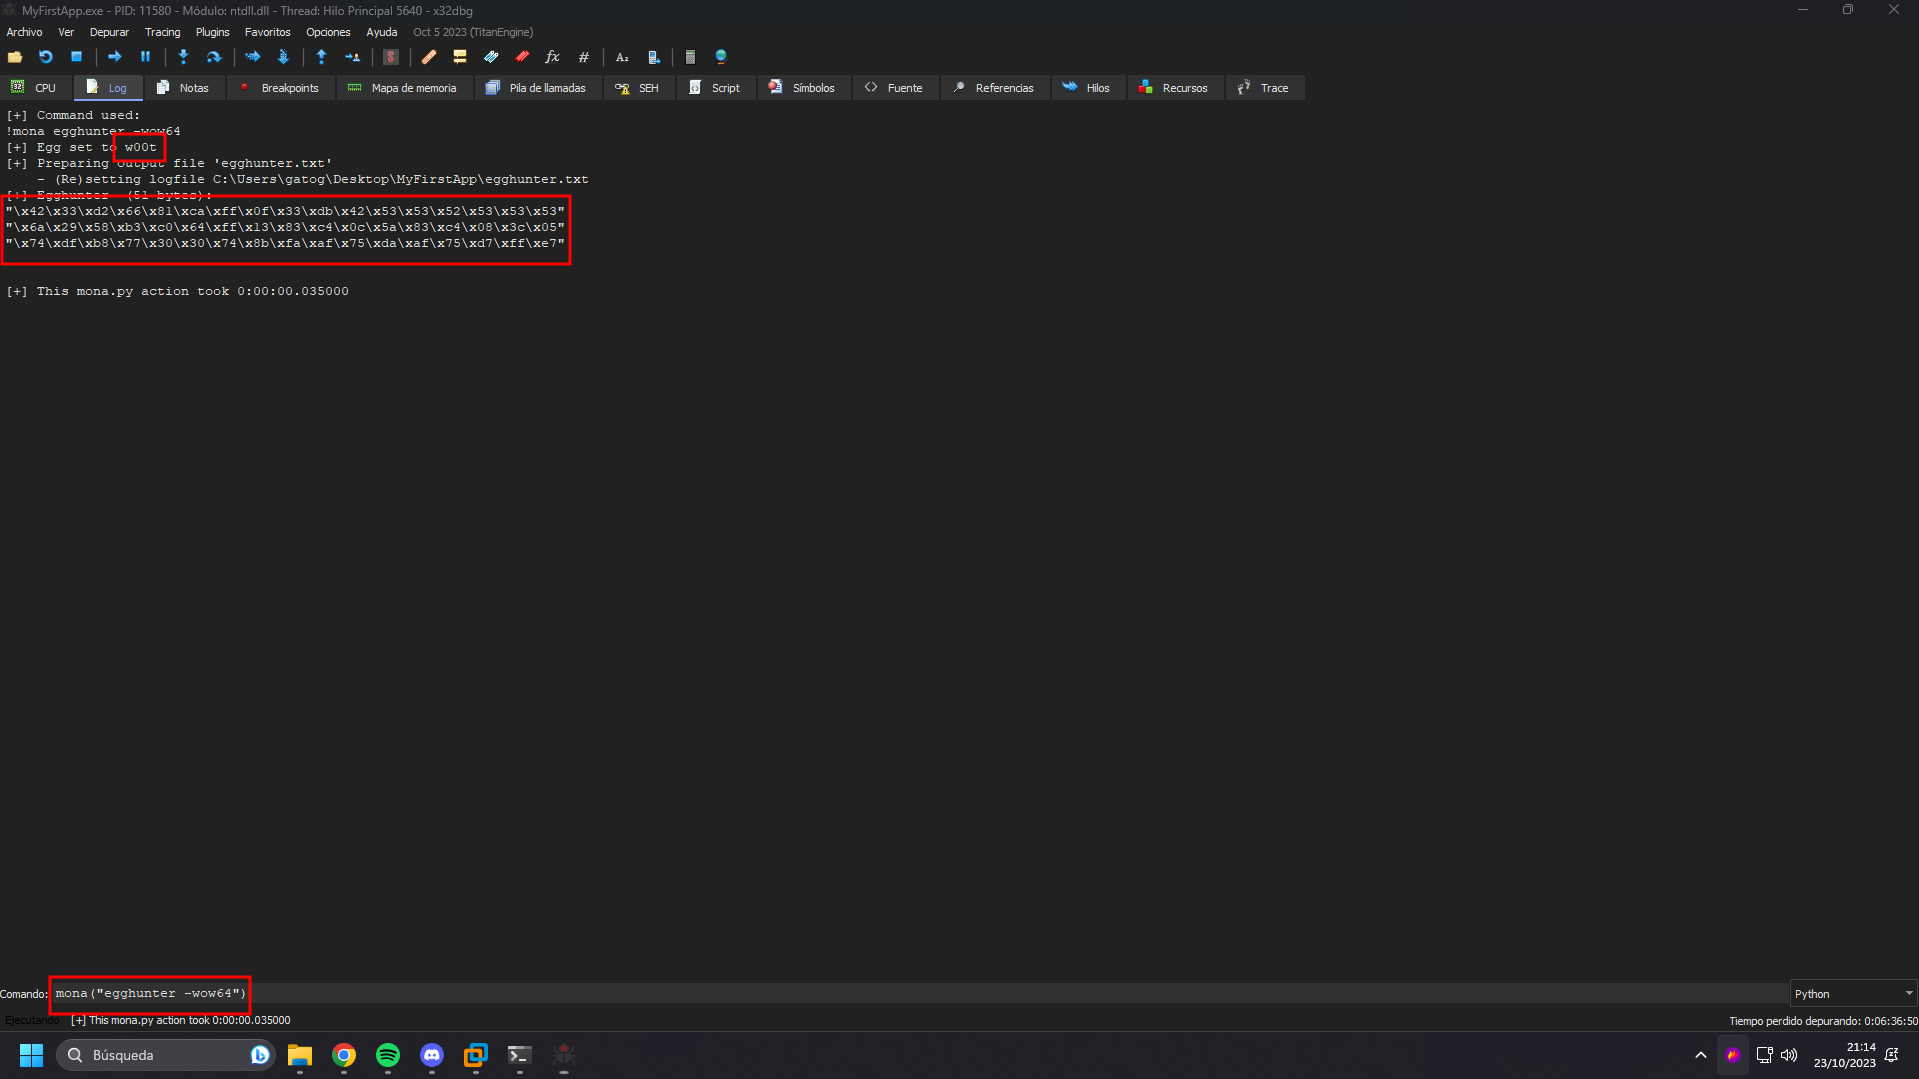 MyFirstApp.exe - PID: 11580 - Módulo: ntdll.dll - Thread: Hilo Principal 5640 - x32dbg
Archivo Ver Depurar Tracing Plugins Favoritos Opciones Ayuda Oct 5 2023 (TitanEngine)
CPU Log Notas Breakpoints Mapa de memoria Pila de llamadas SEH Script Símbolos Fuente Referencias Hilos Recursos Trace
[+] Command used:
!mona egghunter -wow64
[+] Egg set to w00t
[+] Preparing output file 'egghunter.txt'
- (Re)setting logfile C:\Users\gatog\Desktop\MyFirstApp\egghunter.txt
[+] Egghunter (51 bytes):
"\x42\x33\xd2\x66\x81\xca\xff\x0f\x33\xdb\x42\x53\x53\x52\x53\x53\x53"
"\x6a\x29\x58\xb3\xc0\x64\xff\x13\x83\xc4\x0c\x5a\x83\xc4\x08\x3c\x05"
"\x74\xdf\xb8\x77\x30\x30\x74\x8b\xfa\xaf\x75\xda\xaf\x75\xd7\xff\xe7"
[+] This mona.py action took 0:00:00.035000
Comando: mona("egghunter -wow64") Python
Ejecutando [+] This mona.py action took 0:00:00.035000 Tiempo perdido depurando: 0:06:36:50
Búsqueda
21:14
23/10/2023